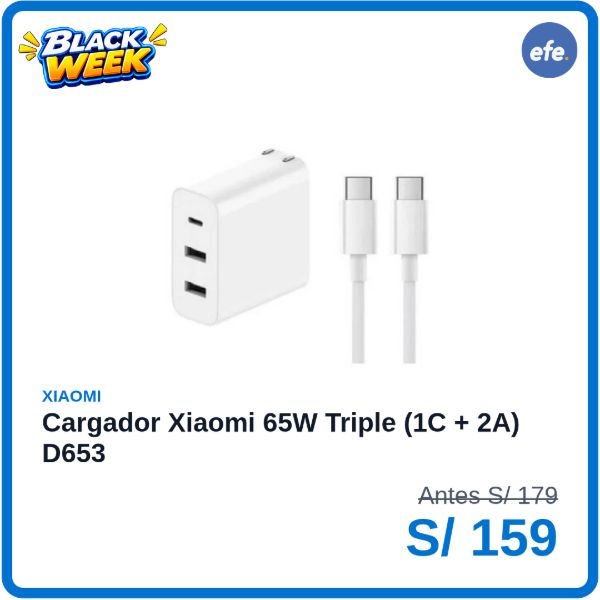 BLACK
WEEK
efe.
XIAOMI
Cargador Xiaomi 65W Triple (1C + 2A)
D653
Antes S/ 179
S/ 159